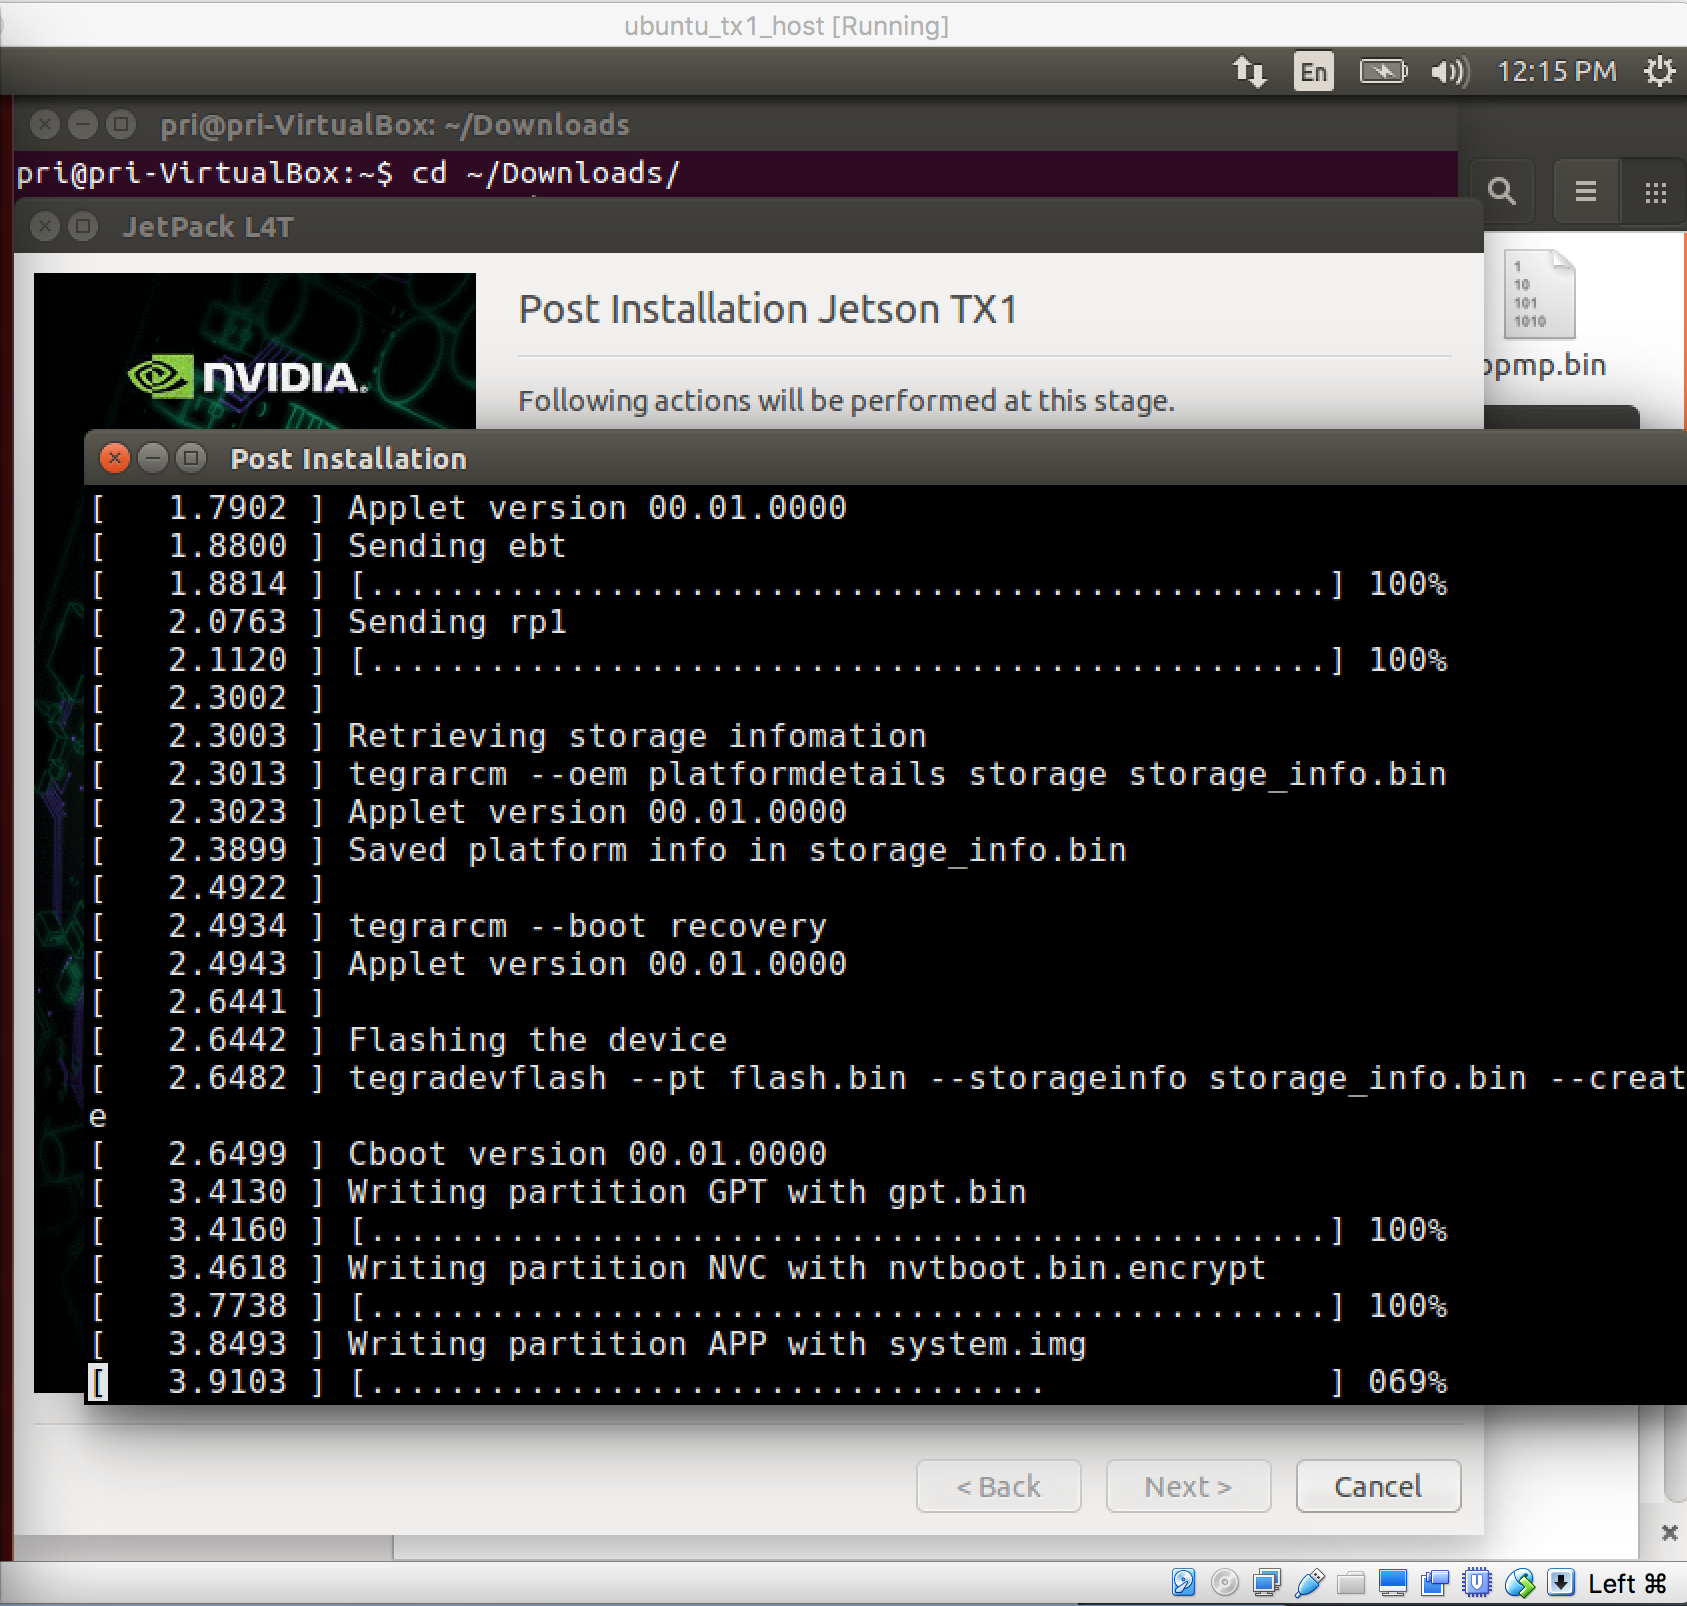 ubuntu_tx1_host [Running]
En
12:15 PM
pri@pri-VirtualBox: ~/Downloads
pri@pri-VirtualBox:~$ cd ~/Downloads/
JetPack L4T
NVIDIA.
Post Installation Jetson TX1
Following actions will be performed at this stage.
1
10
101
1010
ppmp.bin
Post Installation
[    1.7902 ] Applet version 00.01.0000
[    1.8800 ] Sending ebt
[    1.8814 ] [................................................] 100%
[    2.0763 ] Sending rp1
[    2.1120 ] [................................................] 100%
[    2.3002 ]
[    2.3003 ] Retrieving storage infomation
[    2.3013 ] tegrarcm --oem platformdetails storage storage_info.bin
[    2.3023 ] Applet version 00.01.0000
[    2.3899 ] Saved platform info in storage_info.bin
[    2.4922 ]
[    2.4934 ] tegrarcm --boot recovery
[    2.4943 ] Applet version 00.01.0000
[    2.6441 ]
[    2.6442 ] Flashing the device
[    2.6482 ] tegradevflash --pt flash.bin --storageinfo storage_info.bin --creat
e
[    2.6499 ] Cboot version 00.01.0000
[    3.4130 ] Writing partition GPT with gpt.bin
[    3.4160 ] [................................................] 100%
[    3.4618 ] Writing partition NVC with nvtboot.bin.encrypt
[    3.7738 ] [................................................] 100%
[    3.8493 ] Writing partition APP with system.img
[    3.9103 ] [..................................              ] 069%
< Back
Next >
Cancel
Left ⌘